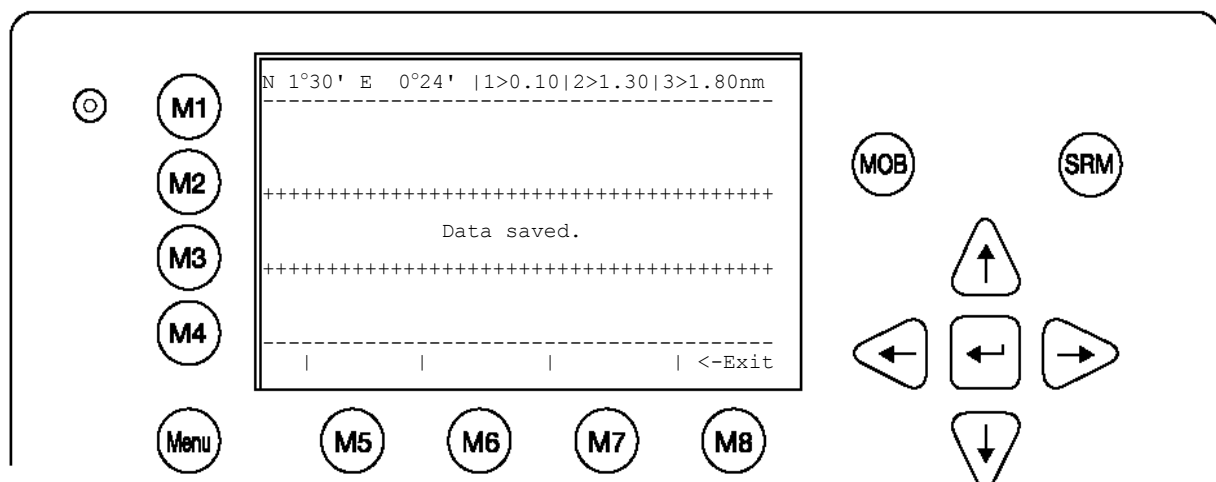 N 1°30' E 0°24' |1>0.10|2>1.30|3>1.80nm
----------------------------------------
M1
M2
MOB
SRM
++++++++++++++++++++++++++++++++++++++++
Data saved.
M3
++++++++++++++++++++++++++++++++++++++++
M4
----------------------------------------
| | | | <-Exit
Menu
M5
M6
M7
M8